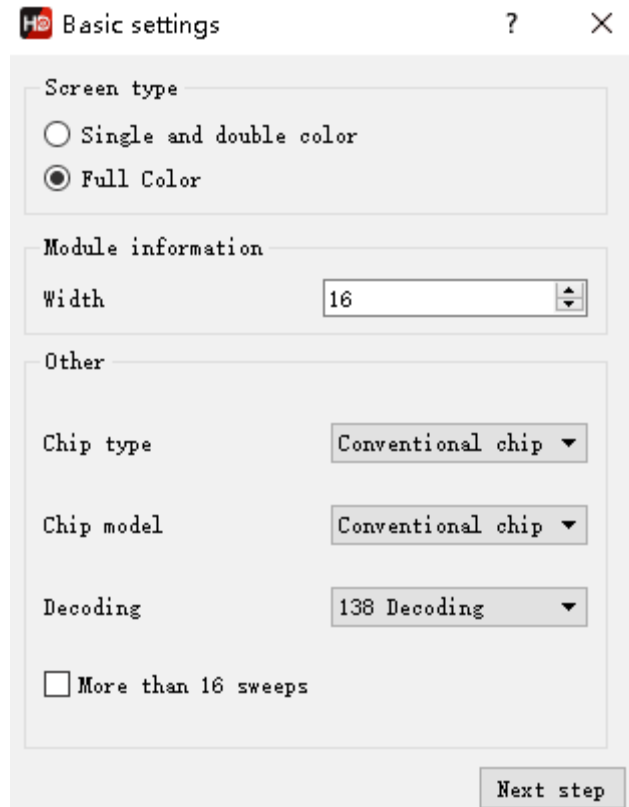 HD Basic settings ? ×
Screen type
Single and double color
Full Color
Module information
Width 16
Other
Chip type Conventional chip
Chip model Conventional chip
Decoding 138 Decoding
More than 16 sweeps
Next step